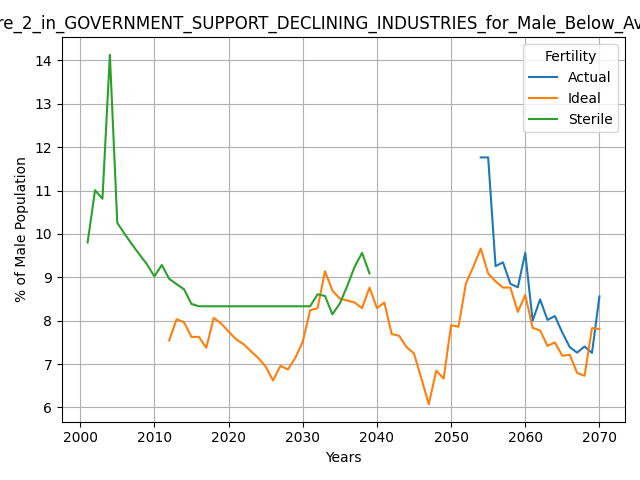 re_2_in_GOVERNMENT_SUPPORT_DECLINING_INDUSTRIES_for_Male_Below_Av
Fertility
Actual
Ideal
Sterile
% of Male Population
14
13
12
11
10
9
8
7
6
2000 2010 2020 2030 2040 2050 2060 2070
Years